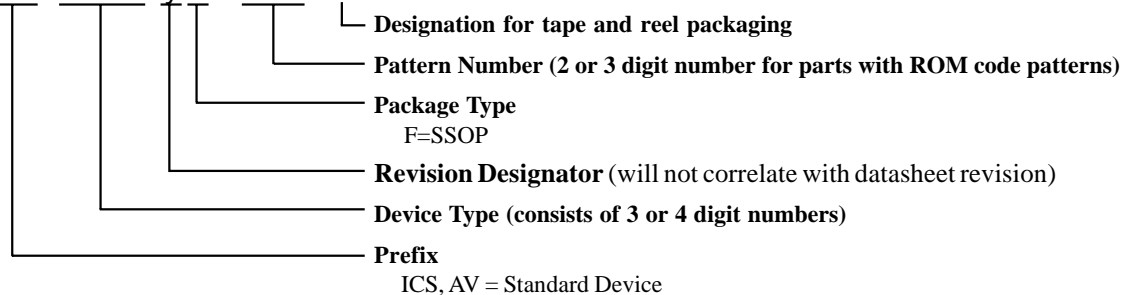 Designation for tape and reel packaging
Pattern Number (2 or 3 digit number for parts with ROM code patterns)
Package Type
F=SSOP
Revision Designator (will not correlate with datasheet revision)
Device Type (consists of 3 or 4 digit numbers)
Prefix
ICS, AV = Standard Device